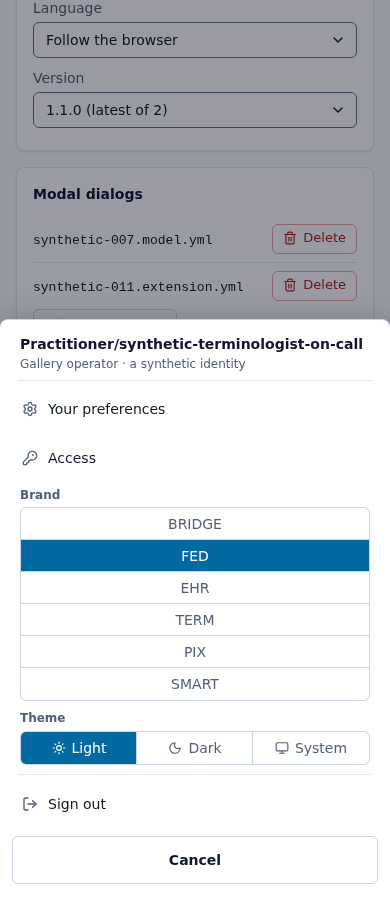 Language
Follow the browser
Version
1.1.0 (latest of 2)
Modal dialogs
synthetic-007.model.yml
Delete
synthetic-011.extension.yml
Delete
Practitioner/synthetic-terminologist-on-call
Gallery operator · a synthetic identity
Your preferences
Access
Brand
BRIDGE
FED
EHR
TERM
PIX
SMART
Theme
Light
Dark
System
Sign out
Cancel